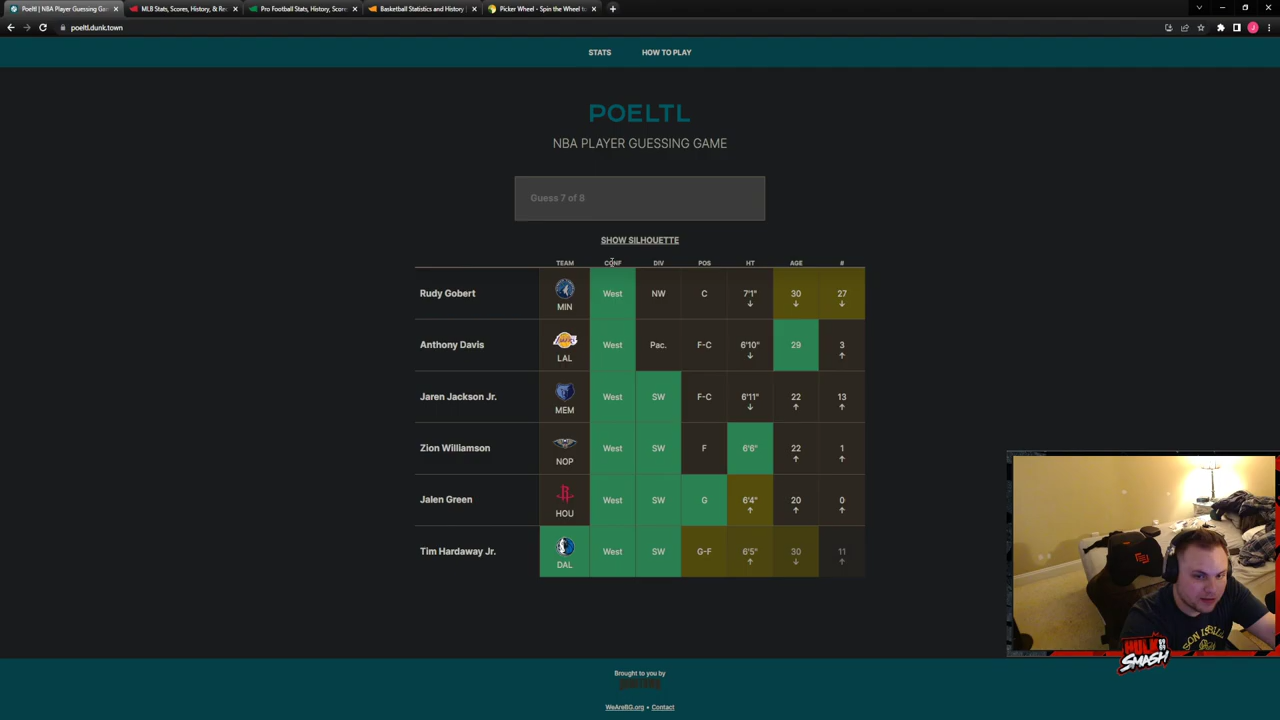 Poeltl | NBA Player Guessing Gam
MLB Stats, Scores, History, & Re
Pro Football Stats, History, Score
Basketball Statistics and History
Picker Wheel - Spin the Wheel t
poeltl.dunk.town
STATS
HOW TO PLAY
POELTL
NBA PLAYER GUESSING GAME
Guess 7 of 8
SHOW SILHOUETTE
TEAM CONF DIV POS HT AGE #
Rudy Gobert MIN West NW C 7'1" ↓ 30 ↓ 27 ↓
Anthony Davis LAL West Pac. F-C 6'10" ↓ 29 3 ↑
Jaren Jackson Jr. MEM West SW F-C 6'11" ↓ 22 ↑ 13 ↑
Zion Williamson NOP West SW F 6'6" 22 ↑ 1 ↑
Jalen Green HOU West SW G 6'4" ↑ 20 ↑ 0 ↑
Tim Hardaway Jr. DAL West SW G-F 6'5" ↑ 30 ↓ 11 ↑
Brought to you by
WeAreBG.org • Contact
HULK
SMASH